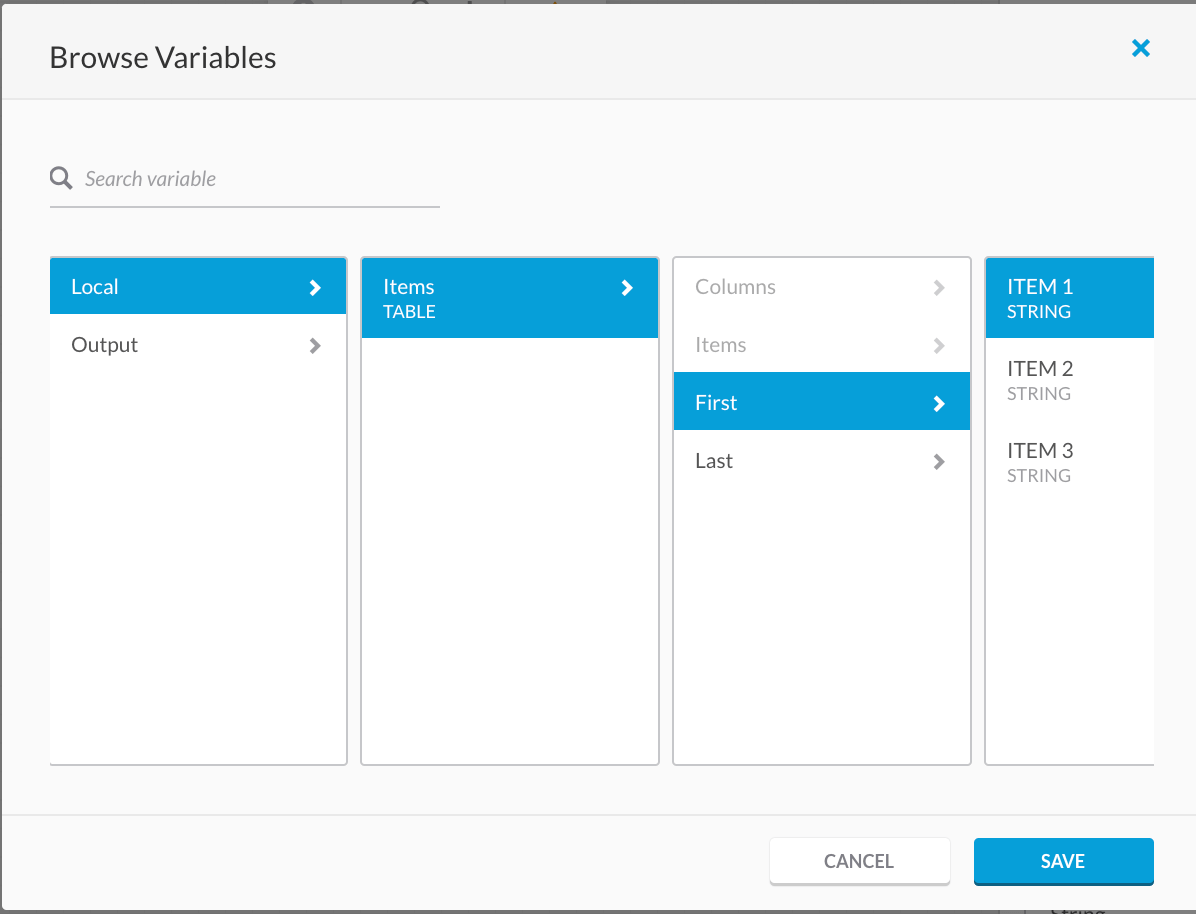 Browse Variables
Search variable
Local
Output
Items
TABLE
Columns
Items
First
Last
ITEM 1
STRING
ITEM 2
STRING
ITEM 3
STRING
CANCEL
SAVE